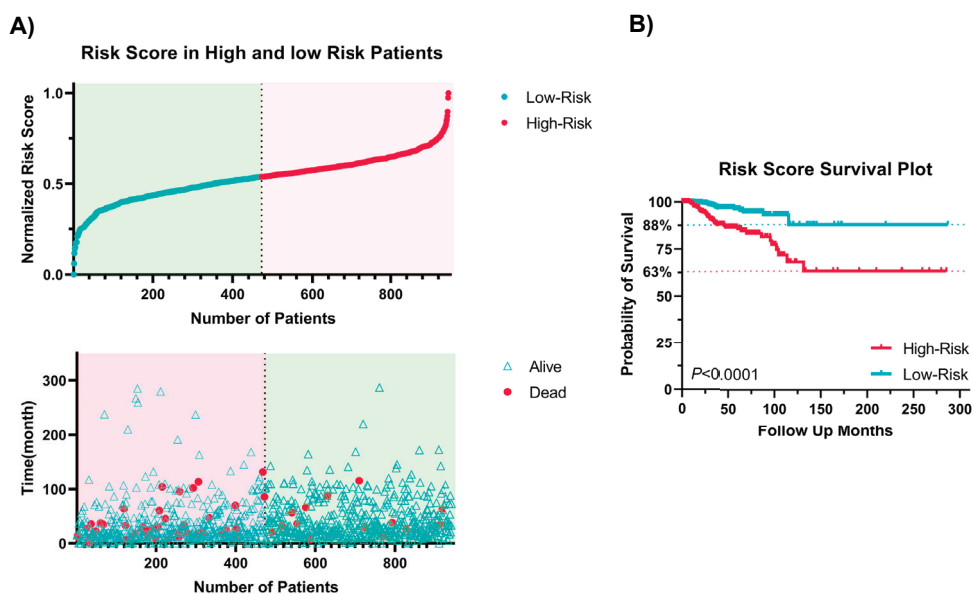 A)
Risk Score in High and low Risk Patients
Normalized Risk Score
1.0
0.5
0.0
200
400
600
800
Number of Patients
Low-Risk
High-Risk
Time(month)
300
200
100
0
200
400
600
800
Number of Patients
Alive
Dead
B)
Risk Score Survival Plot
Probability of Survival
100
88%
75
63%
50
25
0
P<0.0001
High-Risk
Low-Risk
0
50
100
150
200
250
300
Follow Up Months